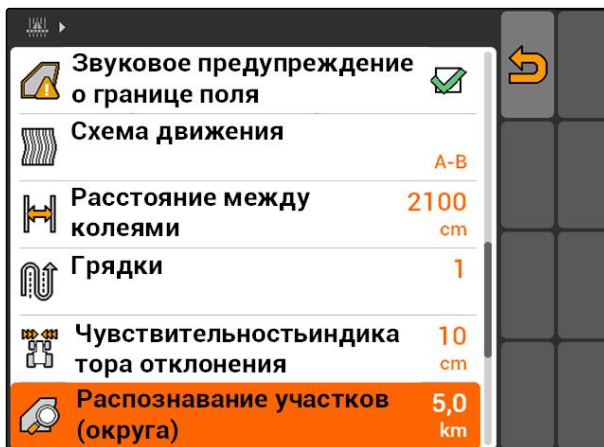 Звуковое предупреждение
о границе поля
Схема движения
A-B
Расстояние между
колеями
2100
cm
Грядки
1
Чувствительностьиндика
тора отклонения
10
cm
Распознавание участков
(округа)
5,0
km